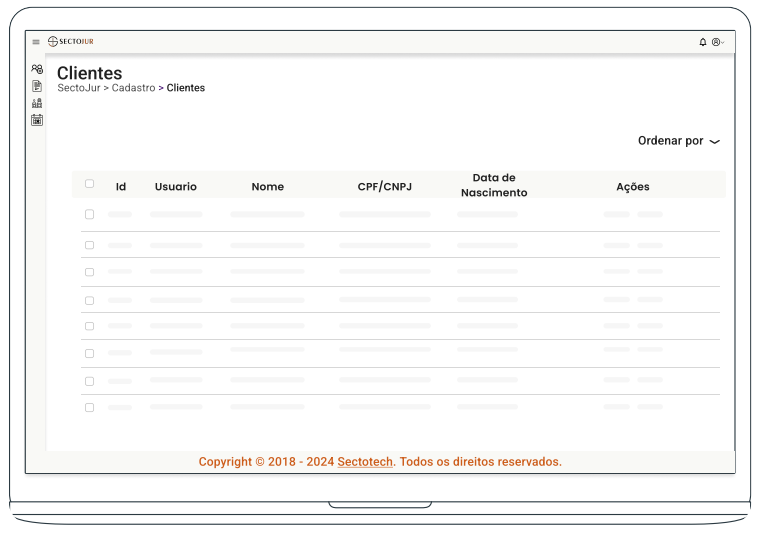 SECTOJUR
Clientes
SectoJur > Cadastro > Clientes
Ordenar por
Id Usuario Nome CPF/CNPJ Data de Nascimento Ações
Copyright © 2018 - 2024 Sectotech. Todos os direitos reservados.